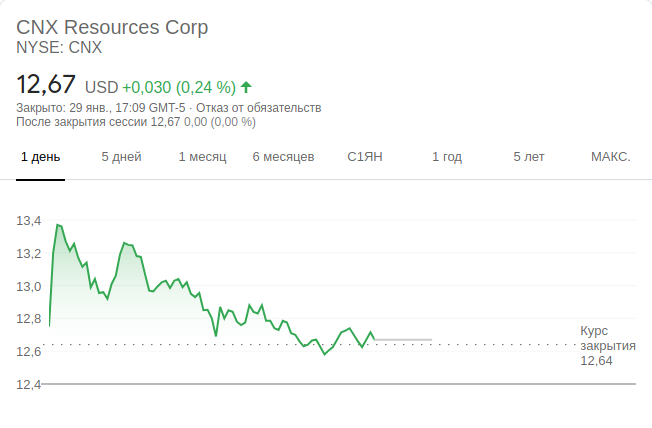 CNX Resources Corp
NYSE: CNX
12,67 USD +0,030 (0,24 %)
Закрыто: 29 янв., 17:09 GMT-5 · Отказ от обязательств
После закрытия сессии 12,67 0,00 (0,00 %)
1 день 5 дней 1 месяц 6 месяцев С1ЯН 1 год 5 лет МАКС.
13,4
13,2
13,0
12,8
12,6
12,4
Курс
закрытия
12,64